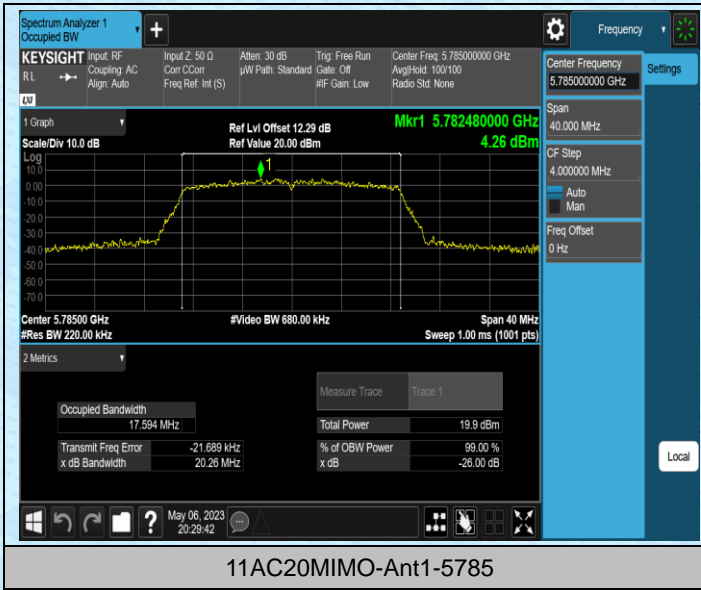 Spectrum Analyzer 1
Occupied BW
Frequency
KEYSIGHT Input: RF Input Z: 50 Ω Atten: 30 dB Trig: Free Run Center Freq: 5.785000000 GHz
RL Coupling: AC Corr CCorr µW Path: Standard Gate: Off Avg|Hold: 100/100
Align: Auto Freq Ref: Int (S) #IF Gain: Low Radio Std: None
LXI
Center Frequency
5.785000000 GHz
Settings
Span
40.000 MHz
CF Step
4.000000 MHz
Auto
Man
Freq Offset
0 Hz
1 Graph
Ref Lvl Offset 12.29 dB
Mkr1 5.782480000 GHz
Scale/Div 10.0 dB
Ref Value 20.00 dBm
4.26 dBm
Log
10.0
0.00
-10.0
-20.0
-30.0
-40.0
-50.0
-60.0
-70.0
1
Center 5.78500 GHz #Video BW 680.00 kHz Span 40 MHz
#Res BW 220.00 kHz Sweep 1.00 ms (1001 pts)
2 Metrics
Measure Trace Trace 1
Occupied Bandwidth
17.594 MHz
Total Power 19.9 dBm
Transmit Freq Error -21.689 kHz % of OBW Power 99.00 %
x dB Bandwidth 20.26 MHz x dB -26.00 dB
Local
May 06, 2023
20:29:42
11AC20MIMO-Ant1-5785